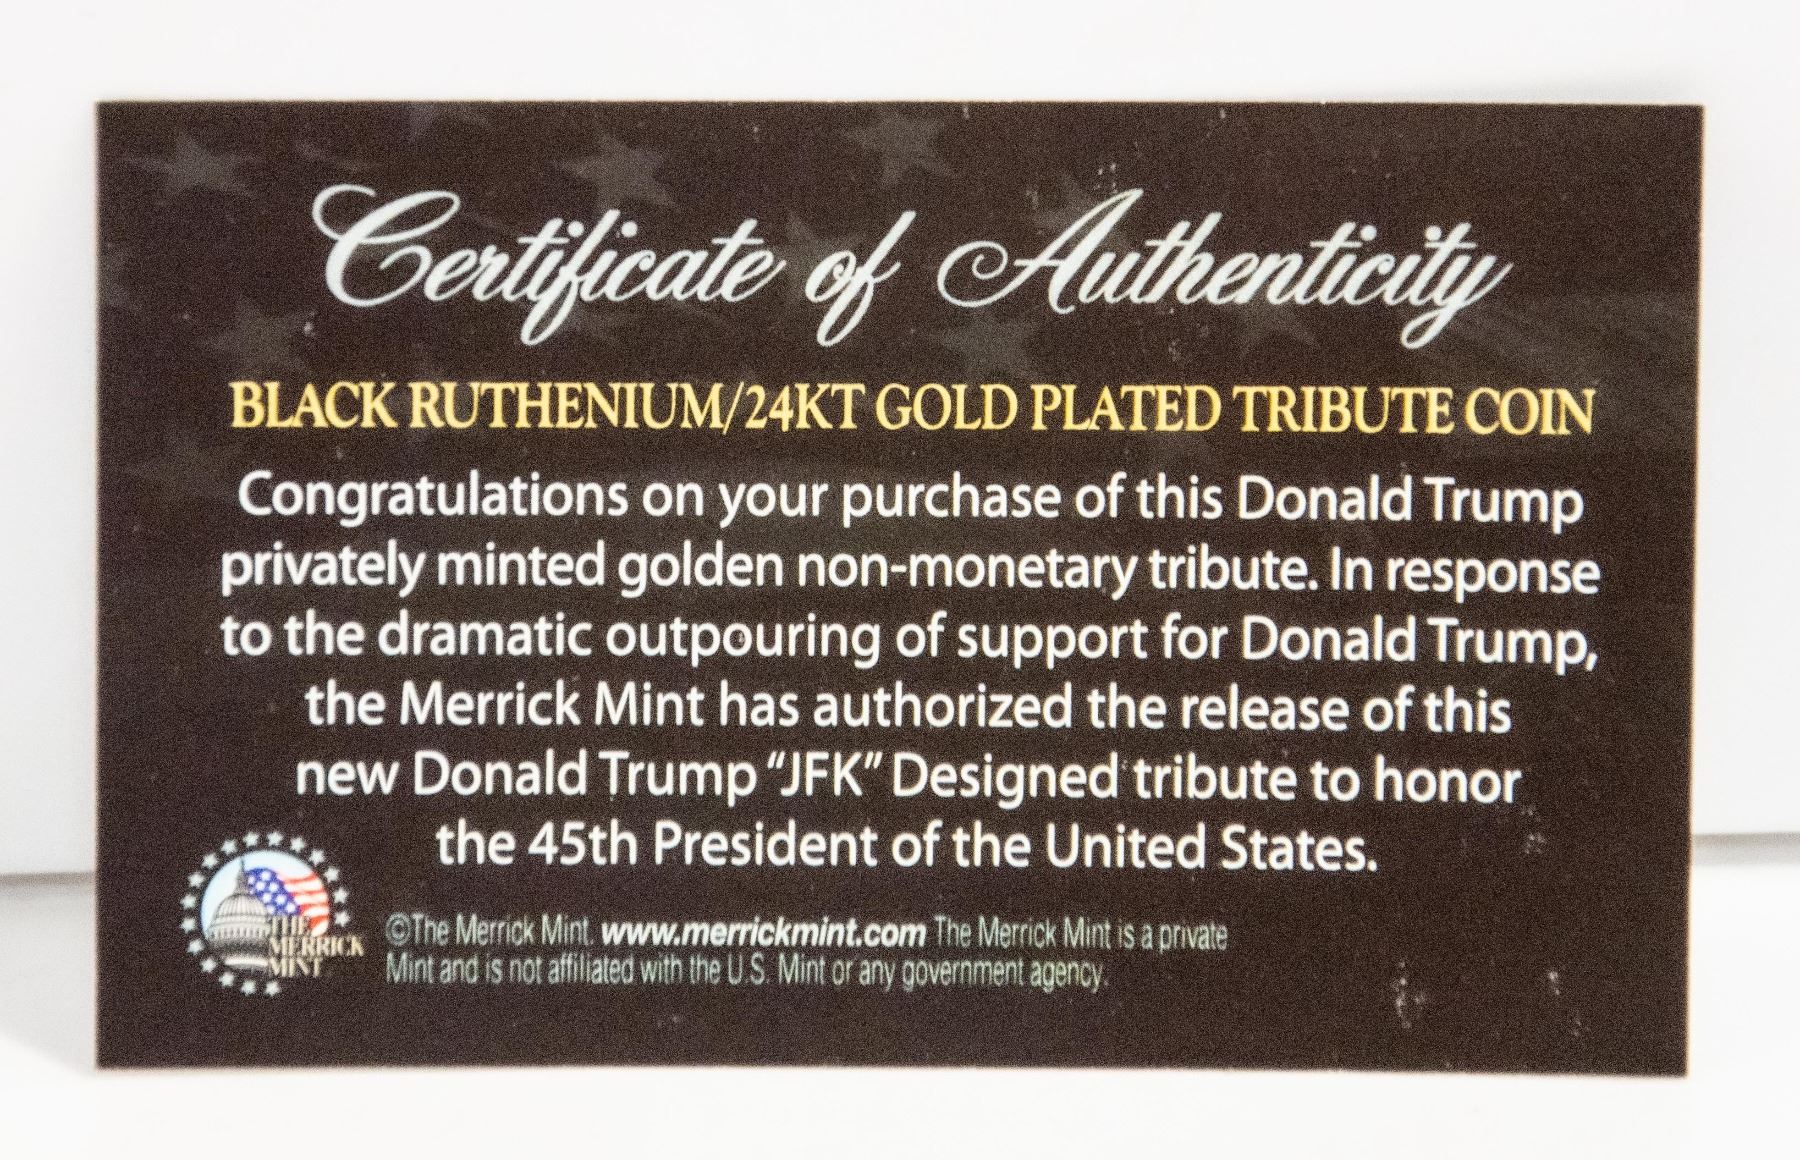 Certificate of Authenticity
BLACK RUTHENIUM/24KT GOLD PLATED TRIBUTE COIN
Congratulations on your purchase of this Donald Trump
privately minted golden non-monetary tribute. In response
to the dramatic outpouring of support for Donald Trump,
the Merrick Mint has authorized the release of this
new Donald Trump "JFK" Designed tribute to honor
the 45th President of the United States.
THE
MERRICK
MINT
©The Merrick Mint. www.merrickmint.com The Merrick Mint is a private
Mint and is not affiliated with the U.S. Mint or any government agency.